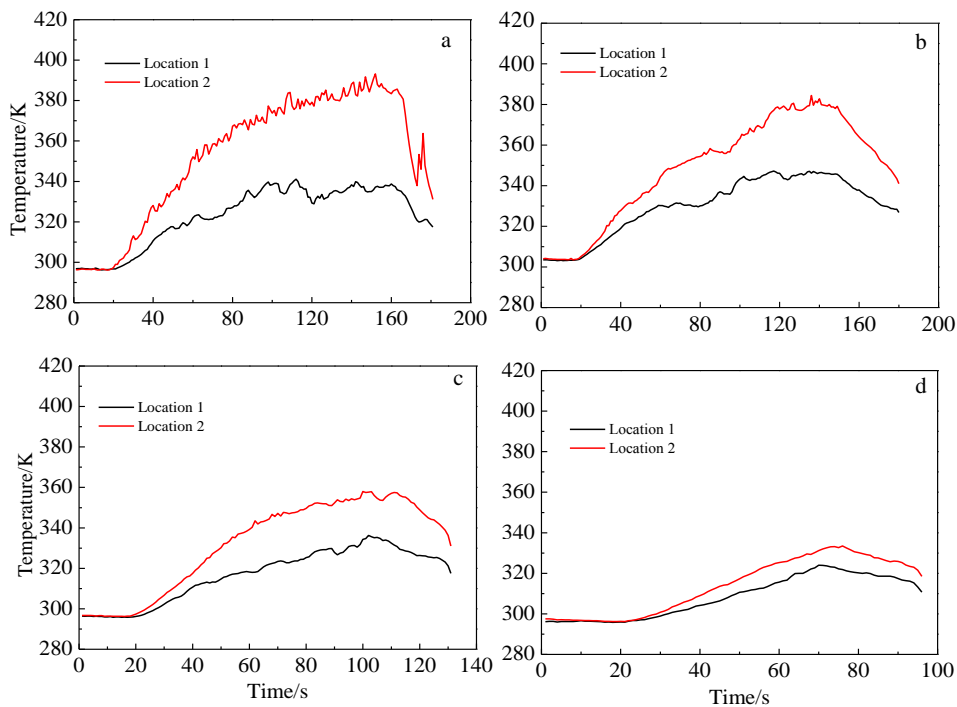 420 a
400 Location 1
Location 2
380
360
340
320
300
280
0 40 80 120 160 200
Temperature/K
420 b
400 Location 1
Location 2
380
360
340
320
300
280
0 40 80 120 160 200
420 c
400 Location 1
Location 2
380
360
340
320
300
280
0 20 40 60 80 100 120 140
Temperature/K
Time/s
420 d
400
Location 1
380 Location 2
360
340
320
300
280
0 20 40 60 80 100
Time/s